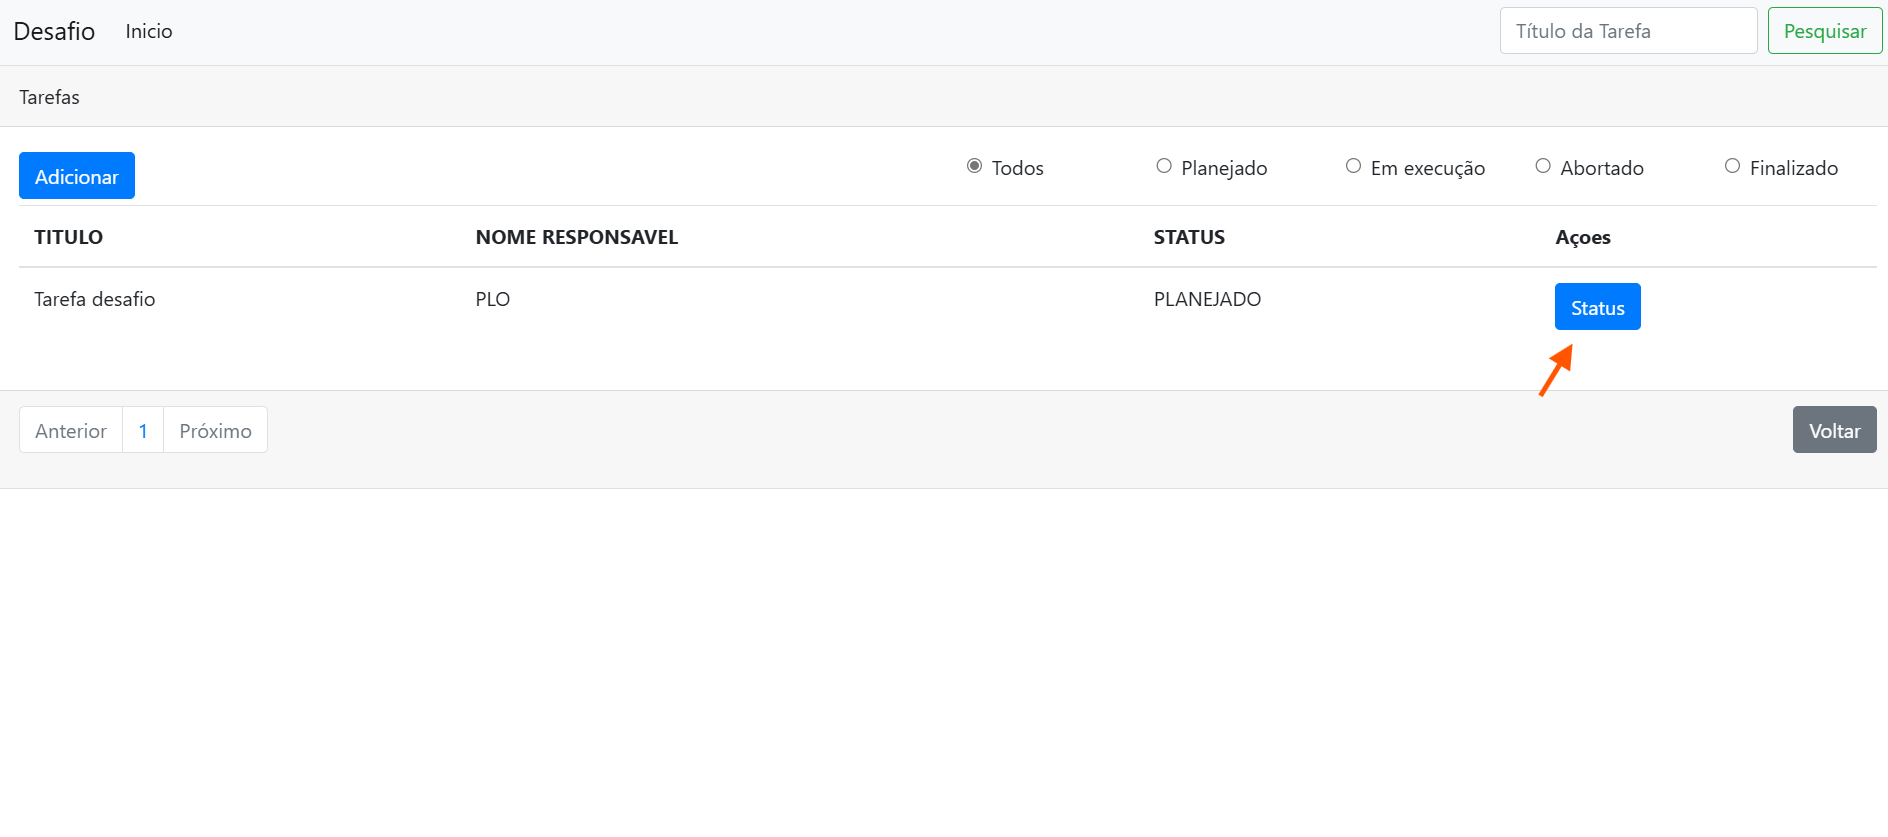 Desafio Inicio Título da Tarefa Pesquisar
Tarefas
Adicionar Todos Planejado Em execução Abortado Finalizado
TITULO NOME RESPONSAVEL STATUS Açoes
Tarefa desafio PLO PLANEJADO Status
Anterior 1 Próximo Voltar